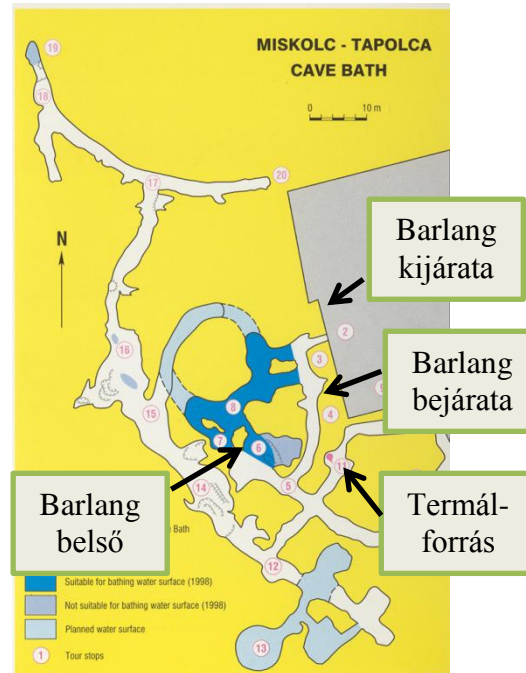 MISKOLC - TAPOLCA
CAVE BATH
0 10 m
19
18
17
20
N
Barlang
kijárata
2
3
16
Barlang
bejárata
8
4
15
7
6
11
5
14
Barlang
belső
Termál-
forrás
Bath
12
Suitable for bathing water surface (1998)
Not suitable for bathing water surface (1998)
Planned water surface
13
1 Tour stops